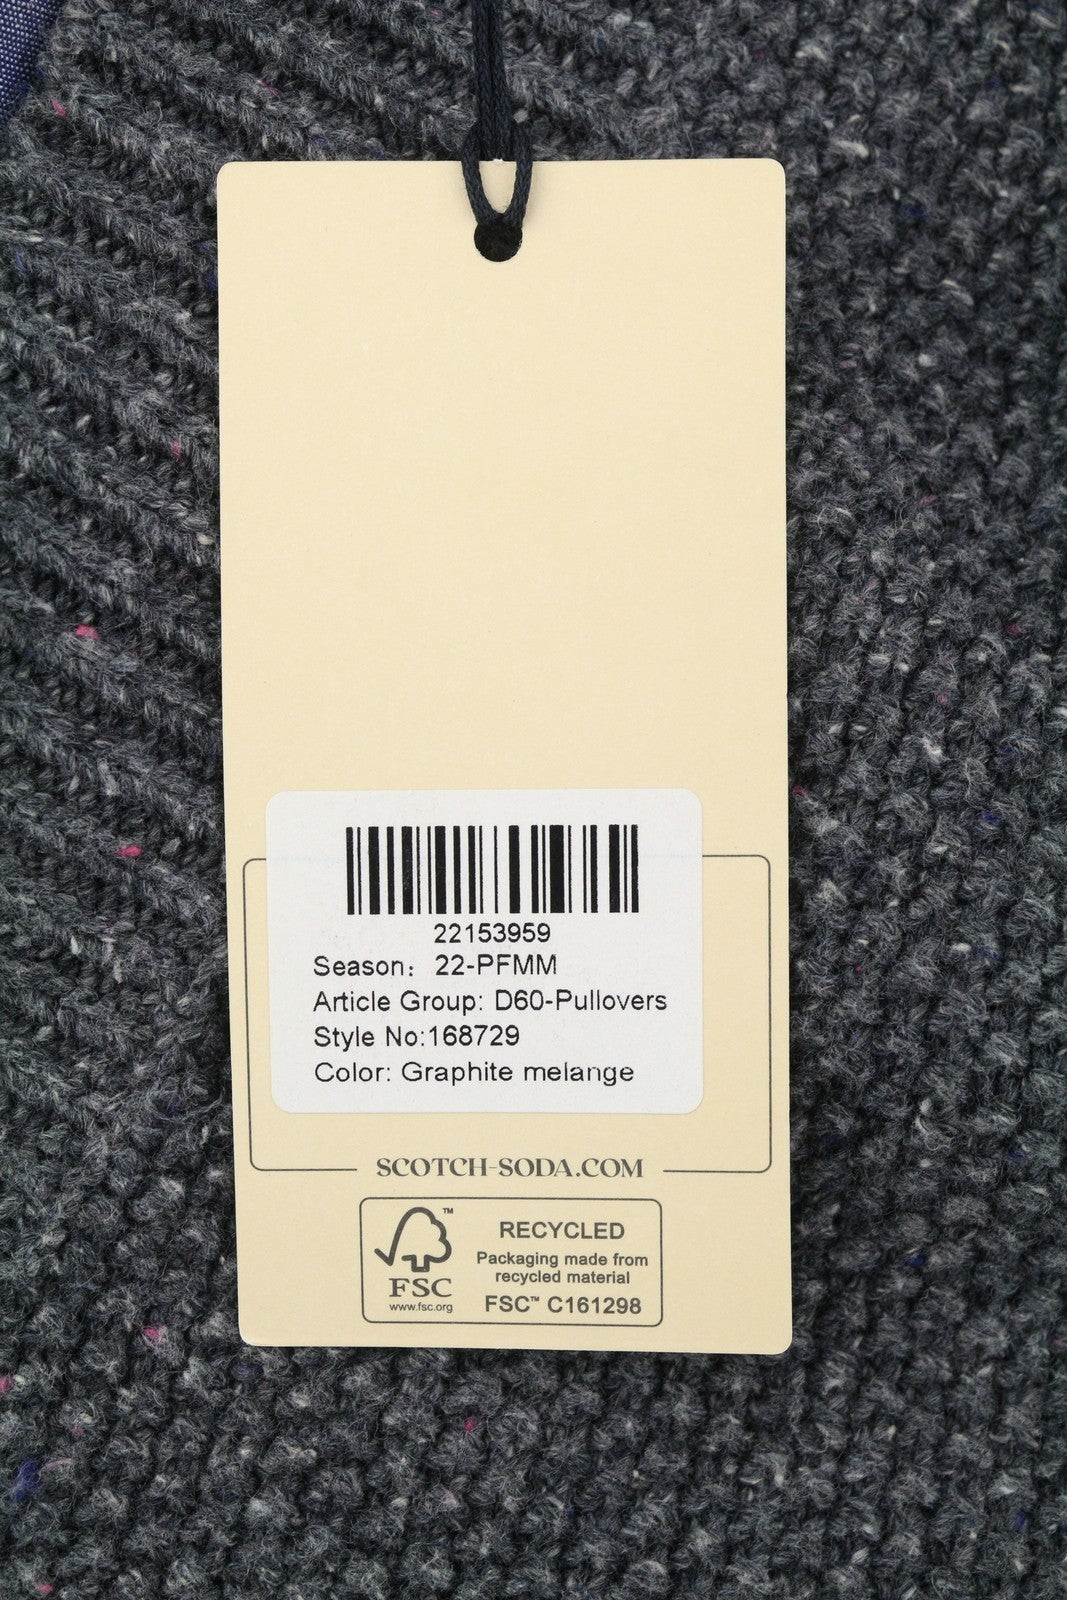 22153959
Season: 22-PFMM
Article Group: D60-Pullovers
Style No:168729
Color: Graphite melange
SCOTCH-SODA.COM
™
FSC
www.fsc.org
RECYCLED
Packaging made from
recycled material
FSC™ C161298